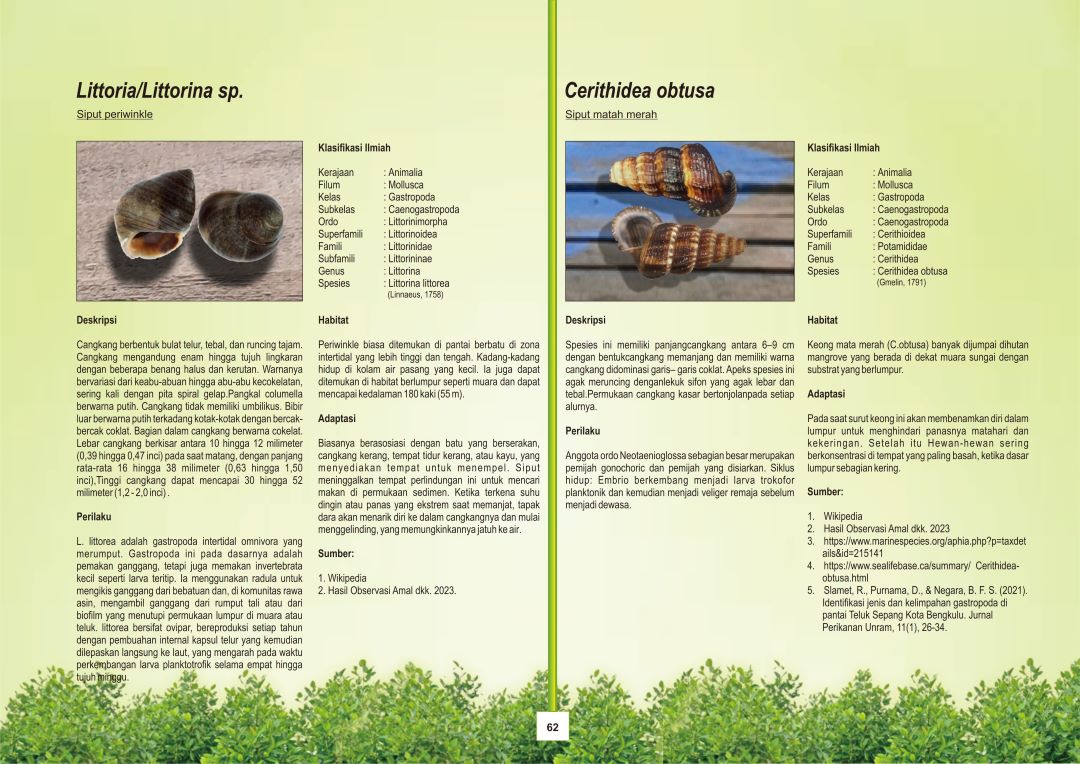 Littoria/Littorina sp.
Siput periwinkle
Klasifikasi Ilmiah
Kerajaan : Animalia
Filum : Mollusca
Kelas : Gastropoda
Subkelas : Caenogastropoda
Ordo : Littorinimorpha
Superfamili : Littorinoidea
Famili : Littorinidae
Subfamili : Littorininae
Genus : Littorina
Spesies : Littorina littorea
(Linnaeus, 1758)
Deskripsi
Cangkang berbentuk bulat telur, tebal, dan runcing tajam.
Cangkang mengandung enam hingga tujuh lingkaran
dengan beberapa benang halus dan kerutan. Warnanya
bervariasi dari keabu-abuan hingga abu-abu kecokelatan,
sering kali dengan pita spiral gelap.Pangkal columella
berwarna putih. Cangkang tidak memiliki umbilikus. Bibir
luar berwarna putih terkadang kotak-kotak dengan bercak-
bercak coklat. Bagian dalam cangkang berwarna cokelat.
Lebar cangkang berkisar antara 10 hingga 12 milimeter
(0,39 hingga 0,47 inci) pada saat matang, dengan panjang
rata-rata 16 hingga 38 milimeter (0,63 hingga 1,50
inci),Tinggi cangkang dapat mencapai 30 hingga 52
milimeter (1,2 - 2,0 inci) .
Perilaku
L. littorea adalah gastropoda intertidal omnivora yang
merumput. Gastropoda ini pada dasarnya adalah
pemakan ganggang, tetapi juga memakan invertebrata
kecil seperti larva teritip. Ia menggunakan radula untuk
mengikis ganggang dari bebatuan dan, di komunitas rawa
asin, mengambil ganggang dari rumput tali atau dari
biofilm yang menutupi permukaan lumpur di muara atau
teluk. littorea bersifat ovipar, bereproduksi setiap tahun
dengan pembuahan internal kapsul telur yang kemudian
dilepaskan langsung ke laut, yang mengarah pada waktu
perkembangan larva planktotrofik selama empat hingga
tujuh minggu.
Habitat
Periwinkle biasa ditemukan di pantai berbatu di zona
intertidal yang lebih tinggi dan tengah. Kadang-kadang
hidup di kolam air pasang yang kecil. Ia juga dapat
ditemukan di habitat berlumpur seperti muara dan dapat
mencapai kedalaman 180 kaki (55 m).
Adaptasi
Biasanya berasosiasi dengan batu yang berserakan,
cangkang kerang, tempat tidur kerang, atau kayu, yang
menyediakan tempat untuk menempel. Siput
meninggalkan tempat perlindungan ini untuk mencari
makan di permukaan sedimen. Ketika terkena suhu
dingin atau panas yang ekstrem saat memanjat, tapak
dara akan menarik diri ke dalam cangkangnya dan mulai
menggelinding, yang memungkinkannya jatuh ke air.
Sumber:
1. Wikipedia
2. Hasil Observasi Amal dkk. 2023.
Cerithidea obtusa
Siput matah merah
Klasifikasi Ilmiah
Kerajaan : Animalia
Filum : Mollusca
Kelas : Gastropoda
Subkelas : Caenogastropoda
Ordo : Caenogastropoda
Superfamili : Cerithioidea
Famili : Potamididae
Genus : Cerithidea
Spesies : Cerithidea obtusa
(Gmelin, 1791)
Deskripsi
Spesies ini memiliki panjangcangkang antara 6–9 cm
dengan bentukcangkang memanjang dan memiliki warna
cangkang didominasi garis– garis coklat. Apeks spesies ini
agak meruncing denganlekuk sifon yang agak lebar dan
tebal.Permukaan cangkang kasar bertonjolanpada setiap
alurnya.
Perilaku
Anggota ordo Neotaenioglossa sebagian besar merupakan
pemijah gonochoric dan pemijah yang disiarkan. Siklus
hidup: Embrio berkembang menjadi larva trokofor
planktonik dan kemudian menjadi veliger remaja sebelum
menjadi dewasa.
Habitat
Keong mata merah (C.obtusa) banyak dijumpai dihutan
mangrove yang berada di dekat muara sungai dengan
substrat yang berlumpur.
Adaptasi
Pada saat surut keong ini akan membenamkan diri dalam
lumpur untuk menghindari panasnya matahari dan
kekeringan. Setelah itu Hewan-hewan sering
berkonsentrasi di tempat yang paling basah, ketika dasar
lumpur sebagian kering.
Sumber:
1. Wikipedia
2. Hasil Observasi Amal dkk. 2023
3. https://www.marinespecies.org/aphia.php?p=taxdet
ails&id=215141
4. https://www.sealifebase.ca/summary/ Cerithidea-
obtusa.html
5. Slamet, R., Purnama, D., & Negara, B. F. S. (2021).
Identifikasi jenis dan kelimpahan gastropoda di
pantai Teluk Sepang Kota Bengkulu. Jurnal
Perikanan Unram, 11(1), 26-34.
62